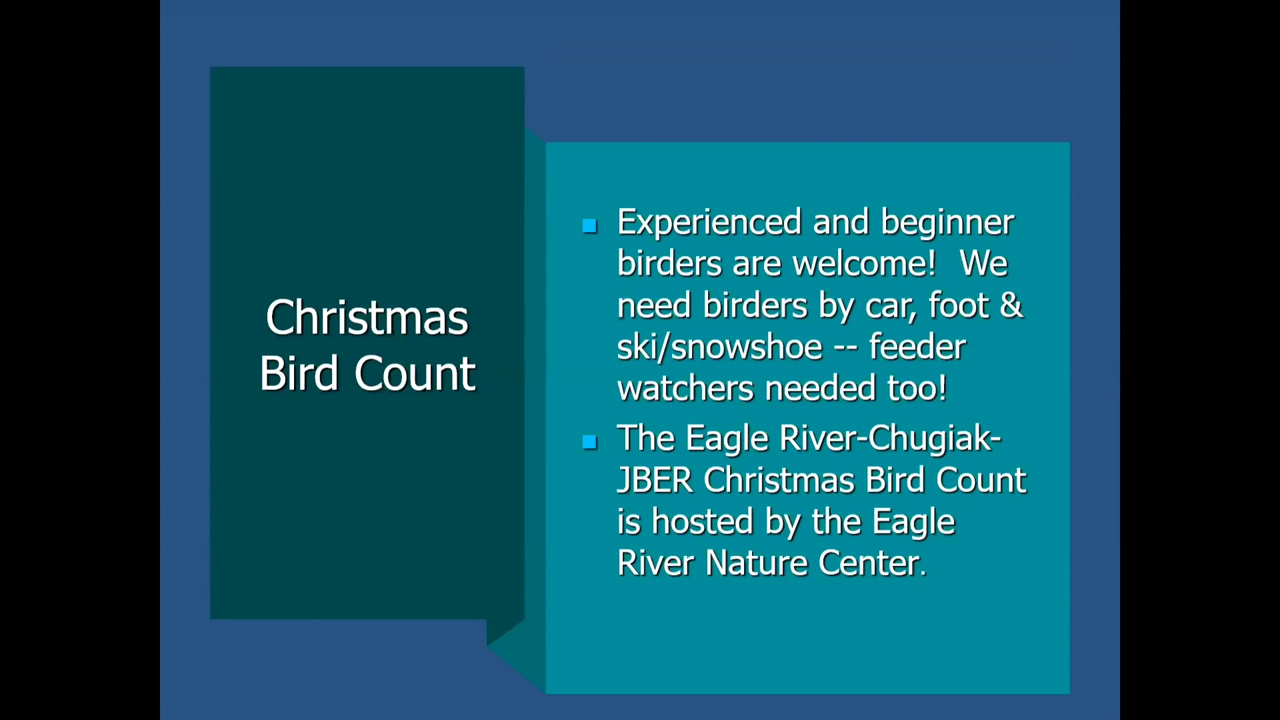 Christmas
Bird Count
Experienced and beginner
birders are welcome!  We
need birders by car, foot &
ski/snowshoe -- feeder
watchers needed too!
The Eagle River-Chugiak-
JBER Christmas Bird Count
is hosted by the Eagle
River Nature Center.